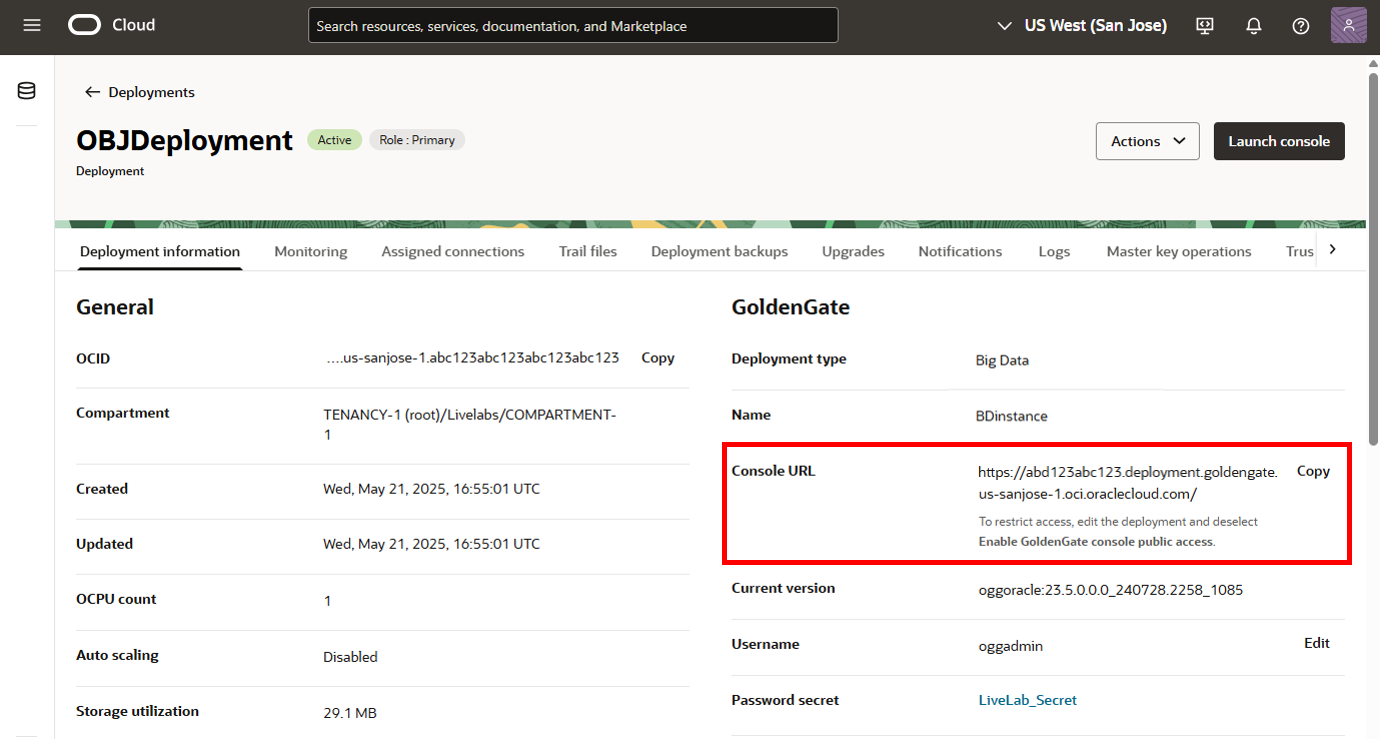 Cloud
Search resources, services, documentation, and Marketplace
US West (San Jose)
Deployments
OBJDeployment
Active
Role : Primary
Actions
Launch console
Deployment
Deployment information
Monitoring
Assigned connections
Trail files
Deployment backups
Upgrades
Notifications
Logs
Master key operations
Trus
General
OCID
....us-sanjose-1.abc123abc123abc123abc123
Copy
Compartment
TENANCY-1 (root)/Livelabs/COMPARTMENT-
1
Created
Wed, May 21, 2025, 16:55:01 UTC
Updated
Wed, May 21, 2025, 16:55:01 UTC
OCPU count
1
Auto scaling
Disabled
Storage utilization
29.1 MB
GoldenGate
Deployment type
Big Data
Name
BDinstance
Console URL
https://abd123abc123.deployment.goldengate.
us-sanjose-1.oci.oraclecloud.com/
Copy
To restrict access, edit the deployment and deselect
Enable GoldenGate console public access.
Current version
oggoracle:23.5.0.0.0_240728.2258_1085
Username
oggadmin
Edit
Password secret
LiveLab_Secret